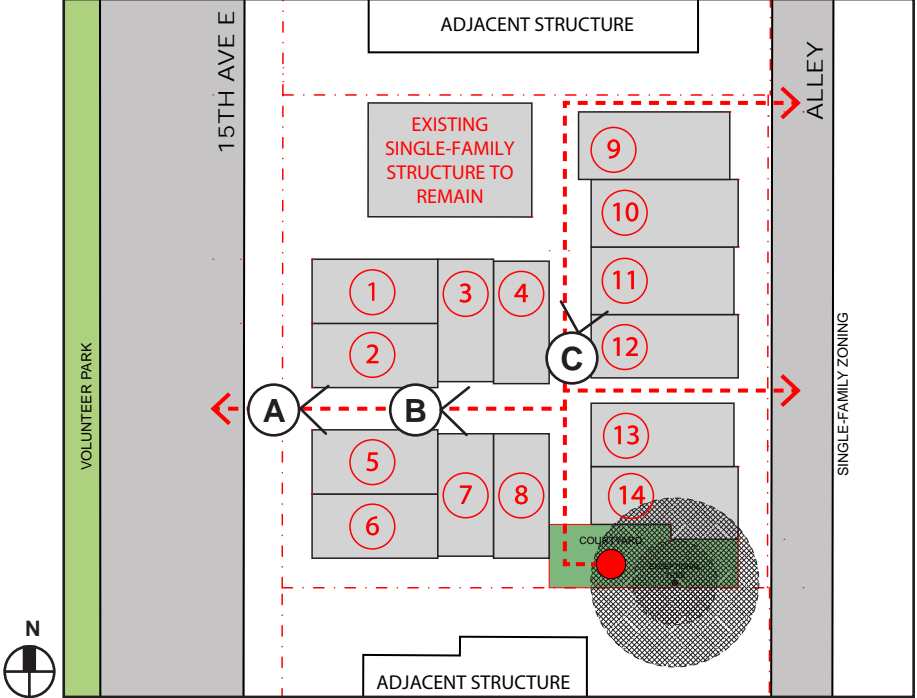 ADJACENT STRUCTURE
15TH AVE E
ALLEY
EXISTING
SINGLE-FAMILY
STRUCTURE TO
REMAIN
9
10
1
3
4
11
2
C
12
A
B
VOLUNTEER PARK
SINGLE-FAMILY ZONING
5
13
7
8
14
6
COURTYARD
EXCEPTIONAL
N
ADJACENT STRUCTURE